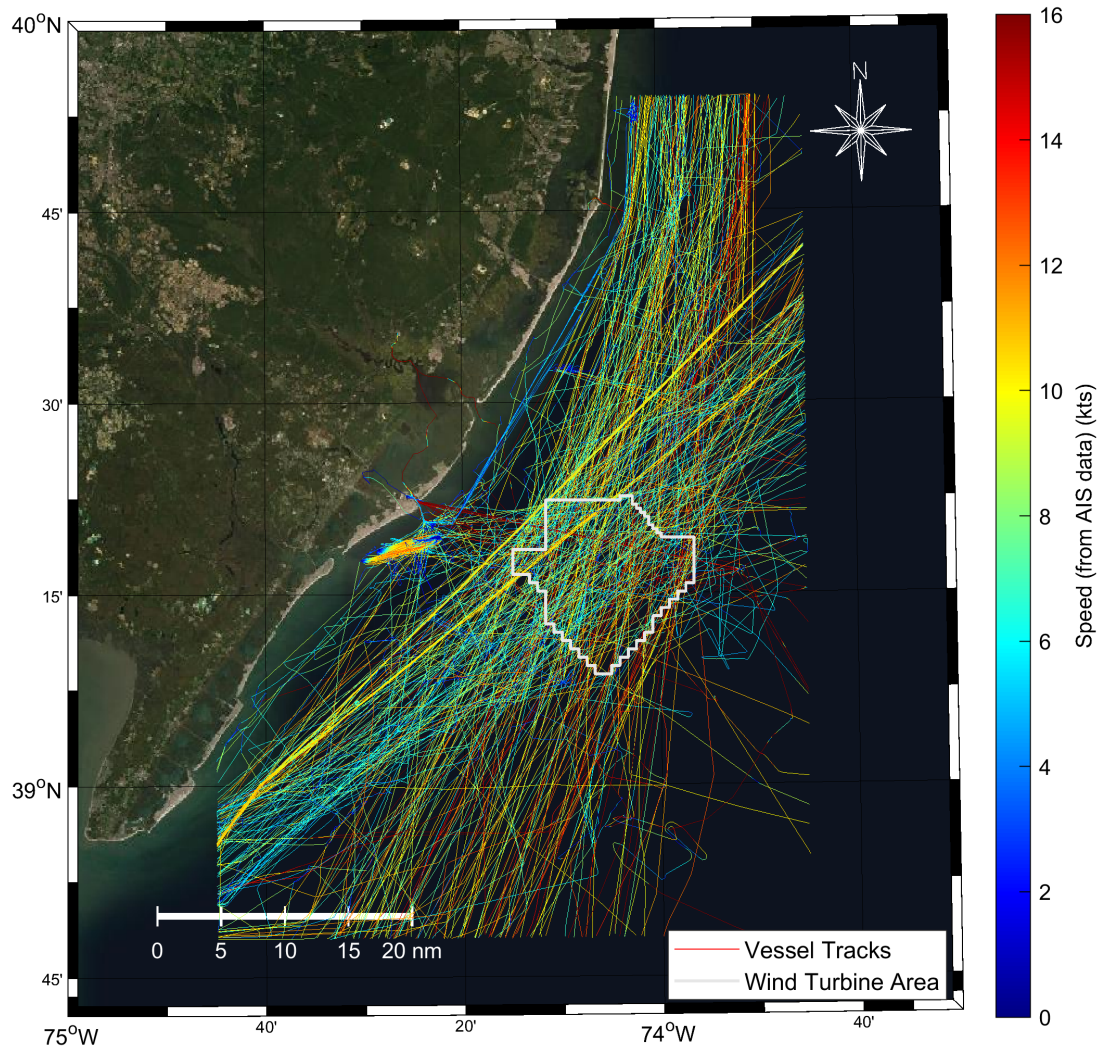 40°N
45'
30'
15'
39°N
45'
75°W
40'
20'
74°W
40'
N
0 5 10 15 20 nm
Vessel Tracks
Wind Turbine Area
16
14
12
10
8
6
4
2
0
Speed (from AIS data) (kts)